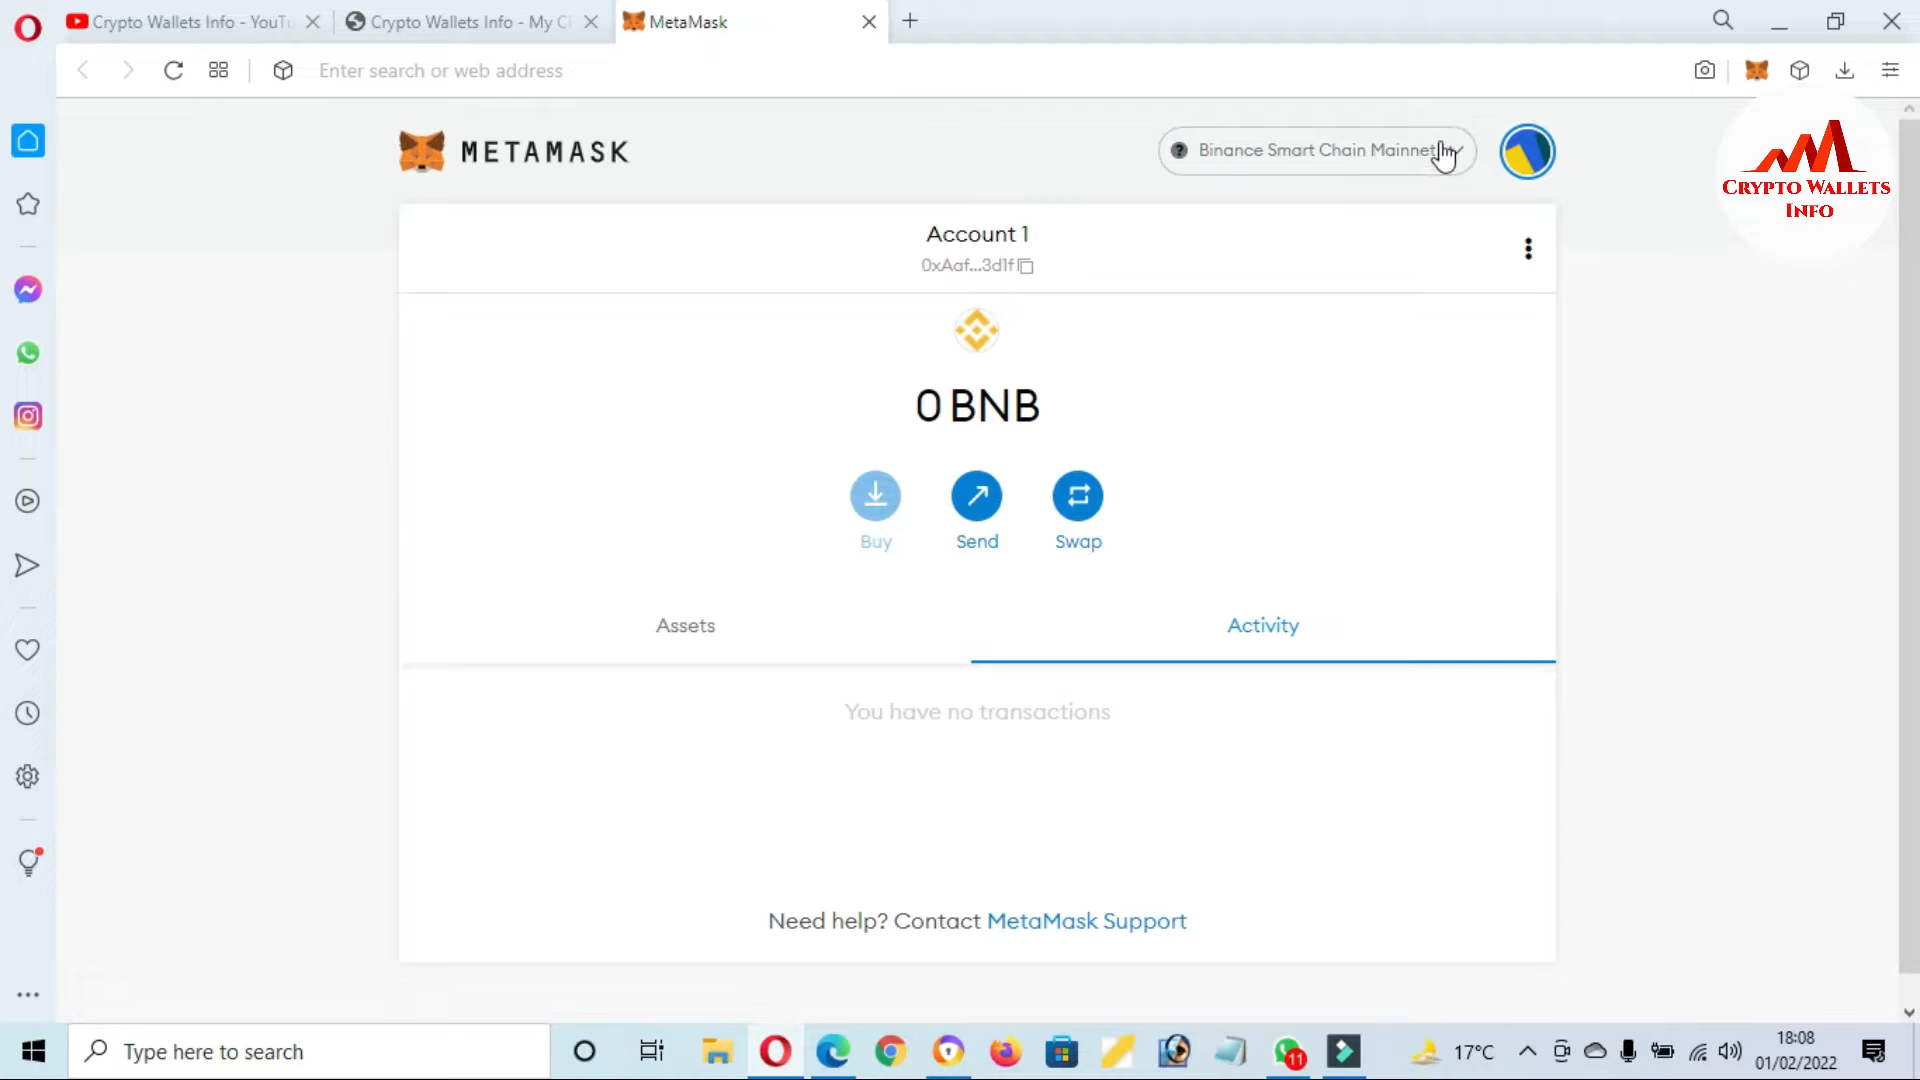 Crypto Wallets Info - YouTu
Crypto Wallets Info - My C
MetaMask
Enter search or web address
METAMASK
Binance Smart Chain Mainnet
CRYPTO WALLETS
INFO
Account 1
0xAaf...3d1f
0 BNB
Buy
Send
Swap
Assets
Activity
You have no transactions
Need help? Contact MetaMask Support
Type here to search
11
17°C
18:08
01/02/2022